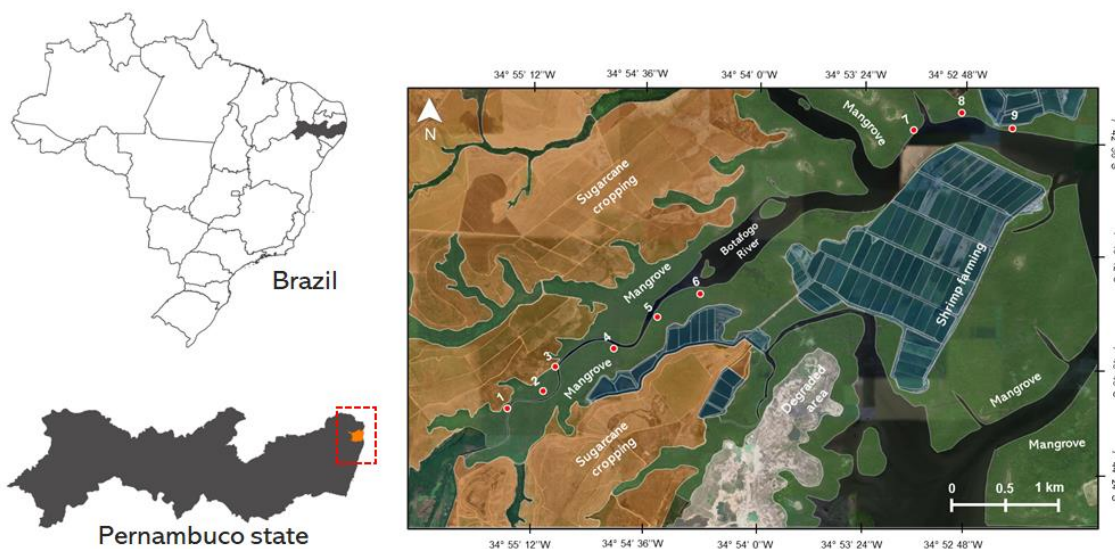 Brazil
Pernambuco state
34° 55' 12"W
34° 54' 36"W
34° 54' 0"W
34° 53' 24"W
34° 52' 48"W
N
Sugarcane
cropping
Mangrove
7
8
9
Mangrove
Botafogo
River
Shrimp farming
6
5
4
3
2
1
Mangrove
Sugarcane
cropping
Degraded
area
Mangrove
Mangrove
0 0.5 1 km
34° 55' 12"W
34° 54' 36"W
34° 54' 0"W
34° 53' 24"W
34° 52' 48"W